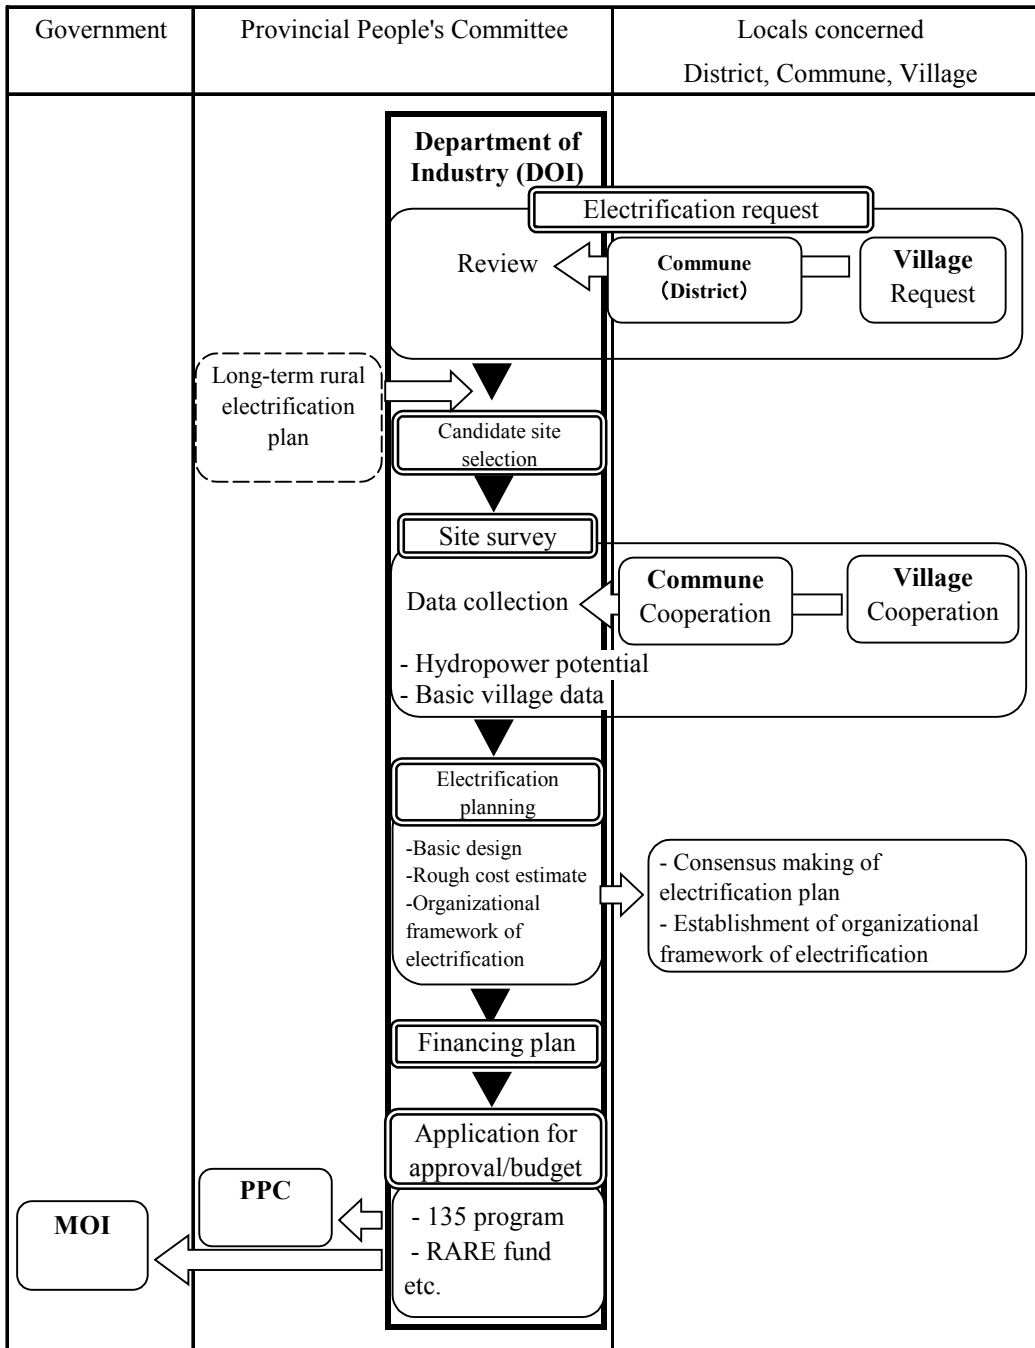 Government
Provincial People's Committee
Locals concerned
District, Commune, Village
Department of
Industry (DOI)
Electrification request
Review
Commune
(District)
Village
Request
Long-term rural
electrification
plan
Candidate site
selection
Site survey
Data collection
Commune
Cooperation
Village
Cooperation
- Hydropower potential
- Basic village data
Electrification
planning
-Basic design
-Rough cost estimate
-Organizational
framework of
electrification
- Consensus making of
electrification plan
- Establishment of organizational
framework of electrification
Financing plan
Application for
approval/budget
PPC
MOI
- 135 program
- RARE fund
etc.